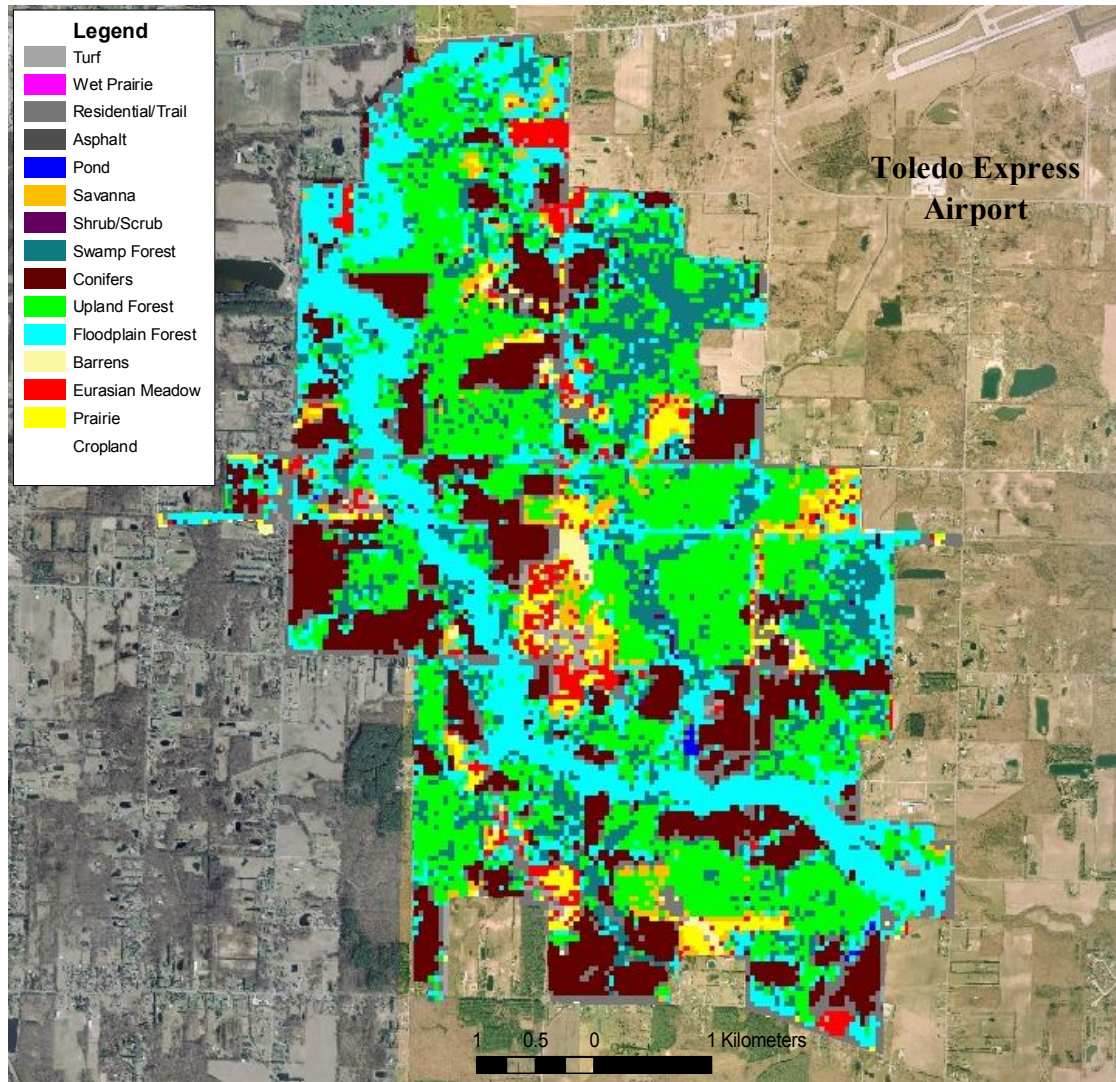 Legend
Turf
Wet Prairie
Residential/Trail
Asphalt
Pond
Savanna
Shrub/Scrub
Swamp Forest
Conifers
Upland Forest
Floodplain Forest
Barrens
Eurasian Meadow
Prairie
Cropland
Toledo Express
Airport
1 0.5 0 1 Kilometers